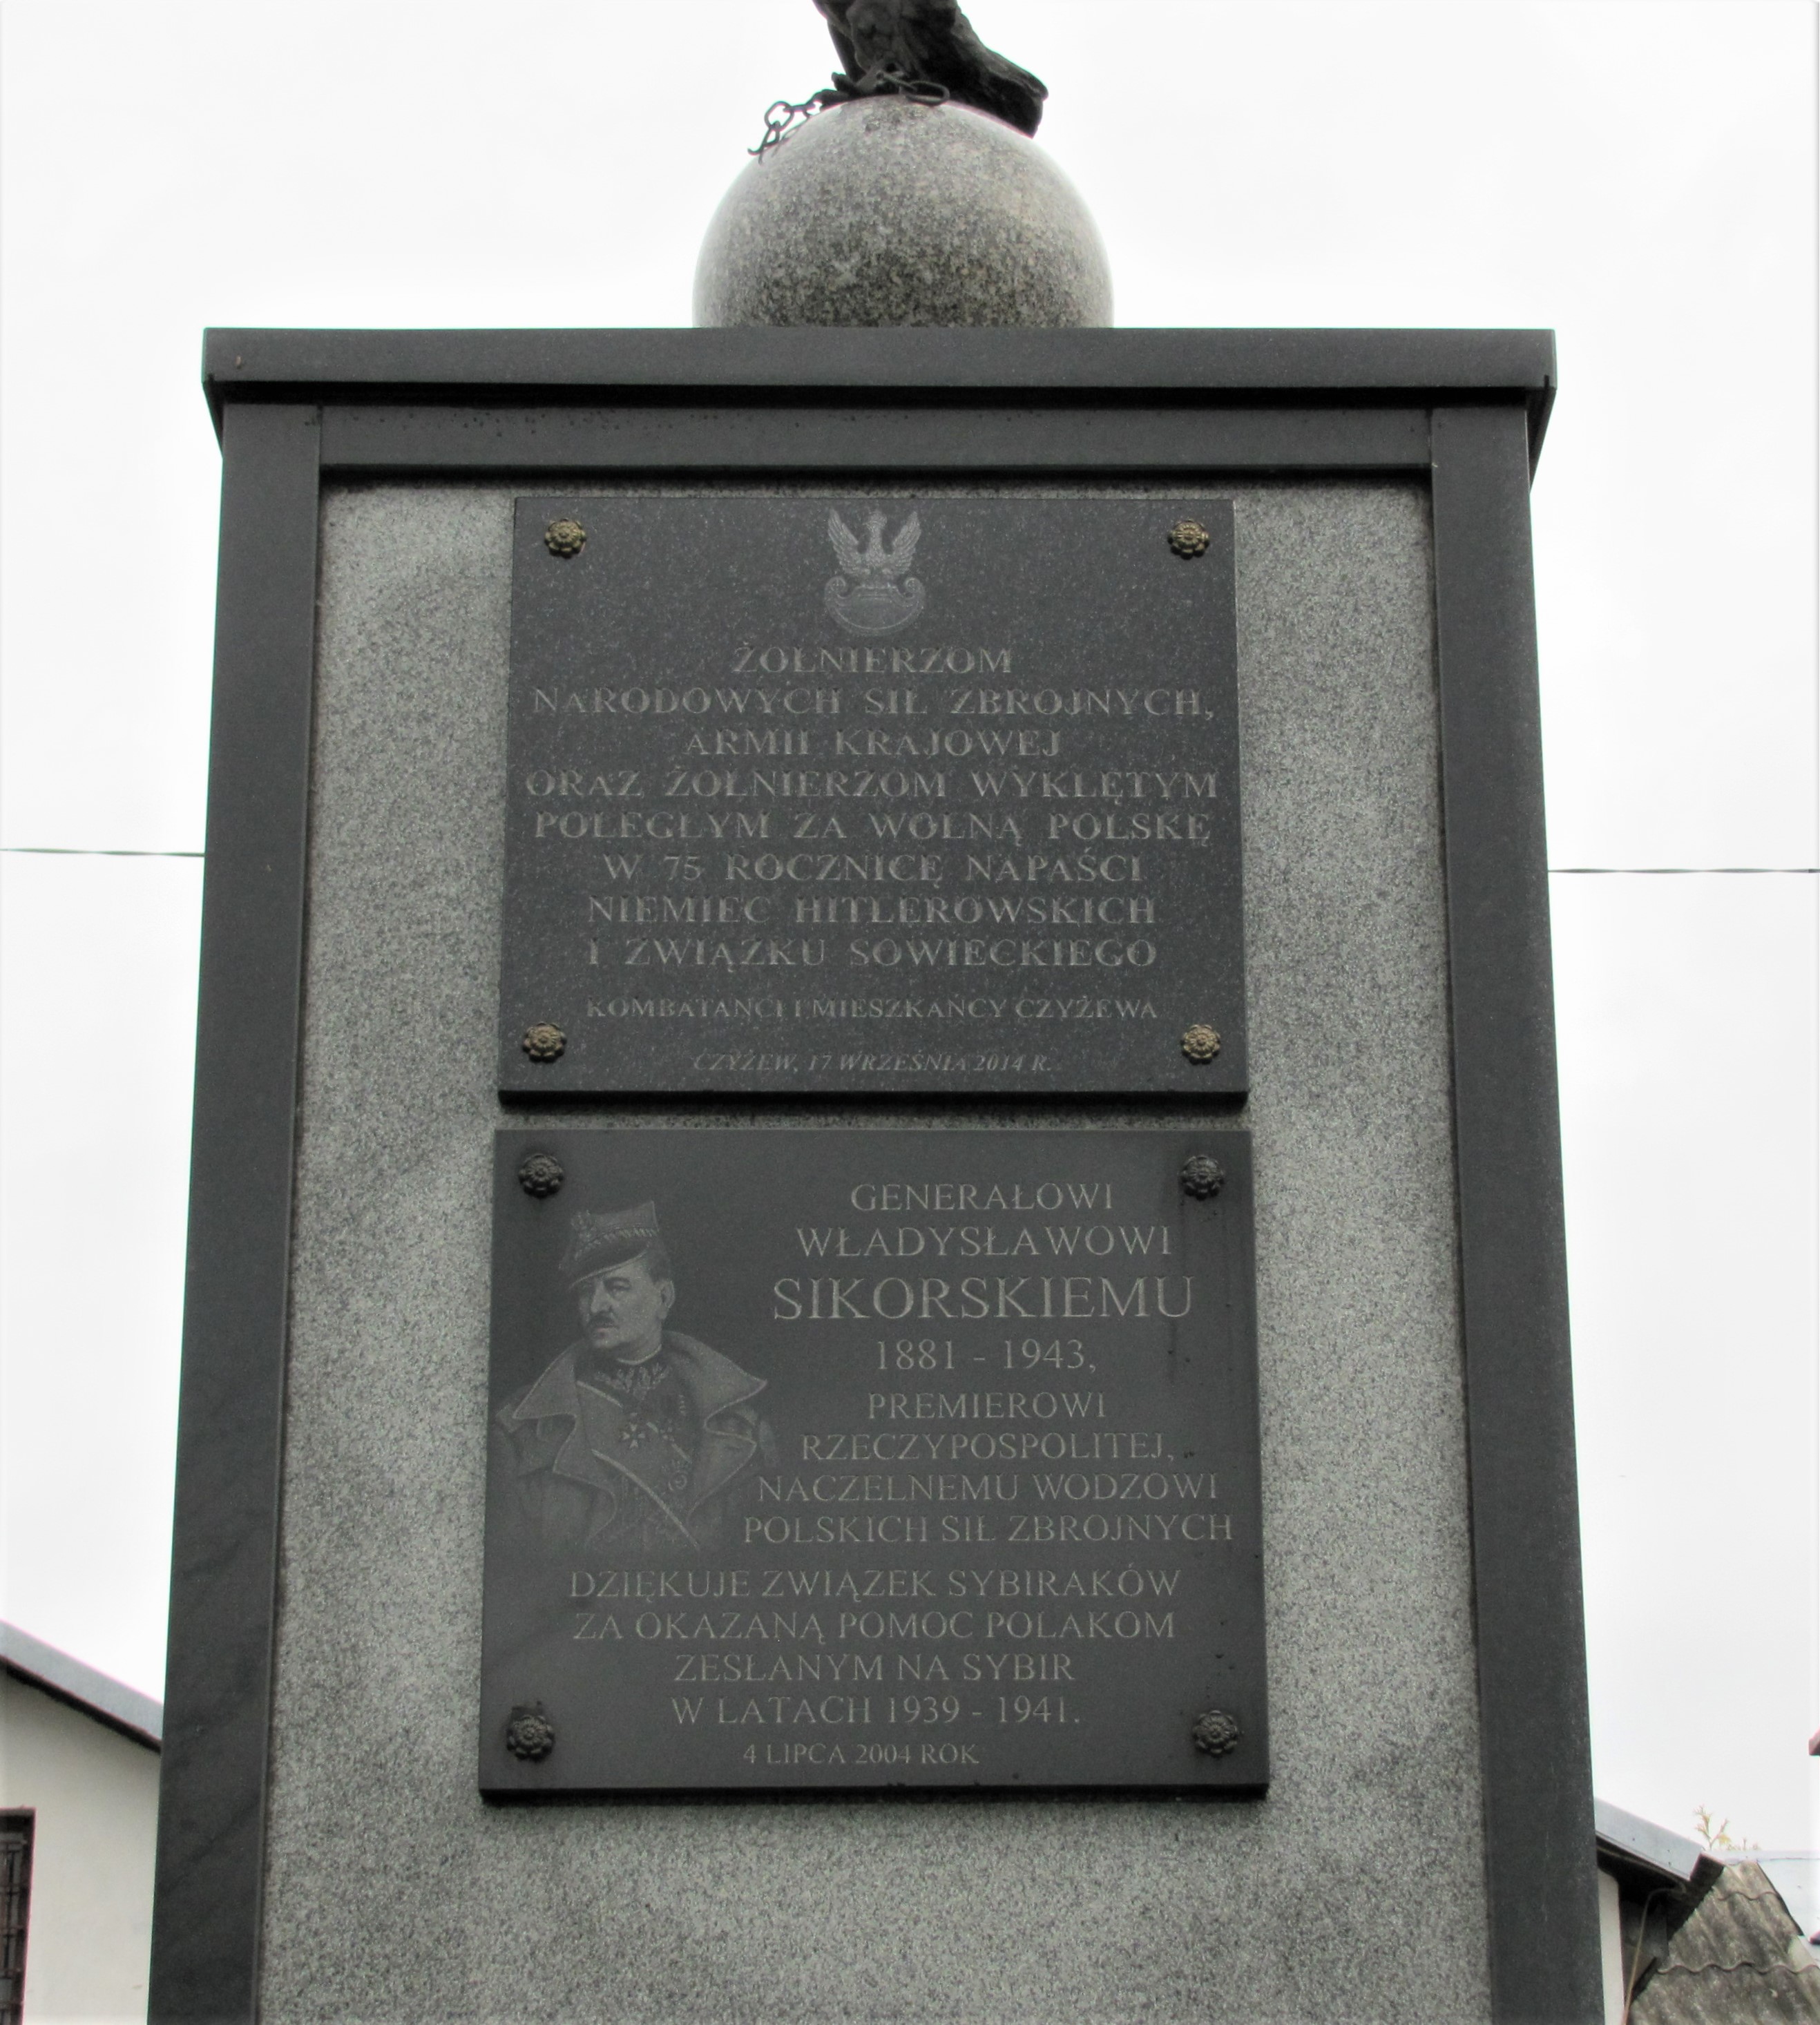 ŻOŁNIERZOM
NARODOWYCH SIŁ ZBROJNYCH,
ARMII KRAJOWEJ
ORAZ ŻOŁNIERZOM WYKLĘTYM
POLEGŁYM ZA WOLNĄ POLSKĘ
W 75 ROCZNICĘ NAPAŚCI
NIEMIEC HITLEROWSKICH
I ZWIĄZKU SOWIECKIEGO
KOMBATANCI I MIESZKAŃCY CZYŻEWA
CZYŻEW, 17 WRZEŚNIA 2014 R.
GENERAŁOWI
WŁADYSŁAWOWI
SIKORSKIEMU
1881 - 1943,
PREMIEROWI
RZECZYPOSPOLITEJ,
NACZELNEMU WODZOWI
POLSKICH SIŁ ZBROJNYCH
DZIĘKUJE ZWIĄZEK SYBIRAKÓW
ZA OKAZANĄ POMOC POLAKOM
ZESŁANYM NA SYBIR
W LATACH 1939 - 1941.
4 LIPCA 2004 ROK